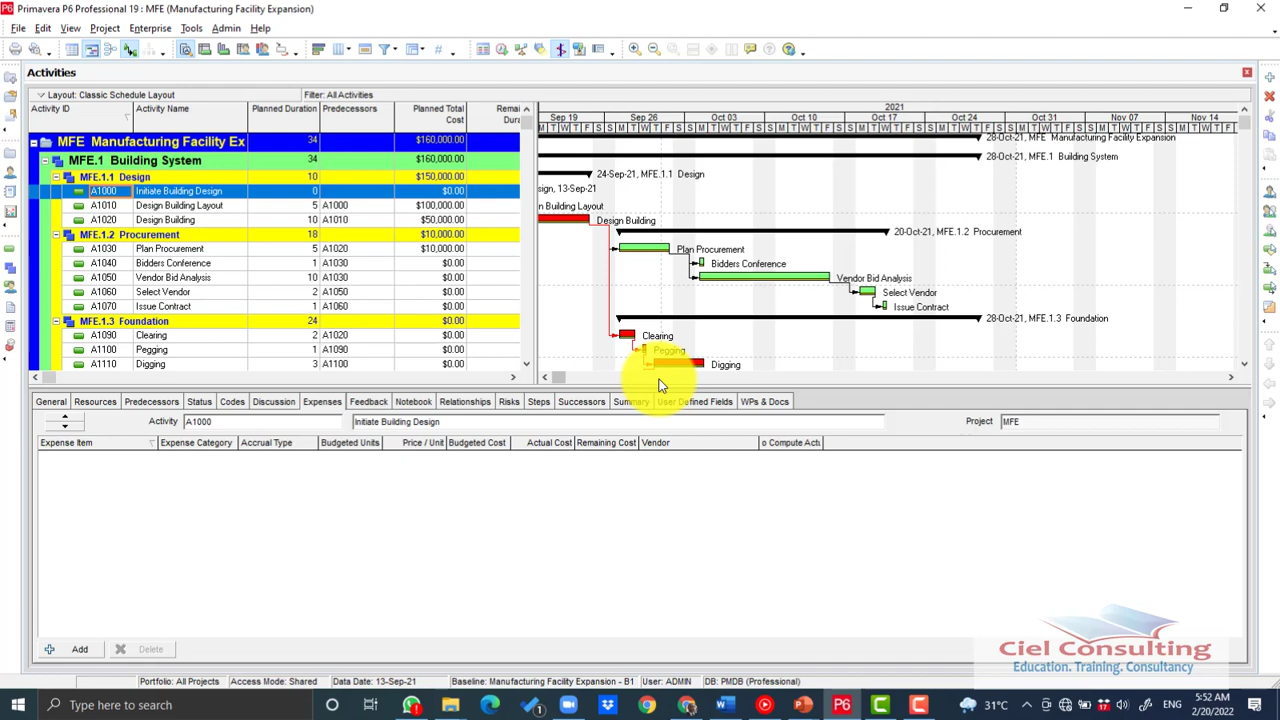 P6 Primavera P6 Professional 19 : MFE (Manufacturing Facility Expansion)
File Edit View Project Enterprise Tools Admin Help
Activities
Layout: Classic Schedule Layout Filter: All Activities
Activity ID Activity Name Planned Duration Predecessors Planned Total Cost Remai Dura
2021
Sep 19 Sep 26 Oct 03 Oct 10 Oct 17 Oct 24 Oct 31 Nov 07 Nov 14
MFE Manufacturing Facility Ex 34 $160,000.00 28-Oct-21, MFE Manufacturing Facility Expansion
MFE.1 Building System 34 $160,000.00 28-Oct-21, MFE.1 Building System
MFE.1.1 Design 10 $150,000.00 24-Sep-21, MFE.1.1 Design
A1000 Initiate Building Design 0 $0.00 sign, 13-Sep-21
A1010 Design Building Layout 5 A1000 $100,000.00 n Building Layout
A1020 Design Building 10 A1010 $50,000.00 Design Building
MFE.1.2 Procurement 18 $10,000.00 20-Oct-21, MFE.1.2 Procurement
A1030 Plan Procurement 5 A1020 $10,000.00 Plan Procurement
A1040 Bidders Conference 1 A1030 $0.00 Bidders Conference
A1050 Vendor Bid Analysis 10 A1030 $0.00 Vendor Bid Analysis
A1060 Select Vendor 2 A1050 $0.00 Select Vendor
A1070 Issue Contract 1 A1060 $0.00 Issue Contract
MFE.1.3 Foundation 24 $0.00 28-Oct-21, MFE.1.3 Foundation
A1090 Clearing 2 A1020 $0.00 Clearing
A1100 Pegging 1 A1090 $0.00 Pegging
A1110 Digging 3 A1100 $0.00 Digging
General Resources Predecessors Status Codes Discussion Expenses Feedback Notebook Relationships Risks Steps Successors Summary User Defined Fields WPs & Docs
Activity A1000 Initiate Building Design Project MFE
Expense Item Expense Category Accrual Type Budgeted Units Price / Unit Budgeted Cost Actual Cost Remaining Cost Vendor o Compute Actu
Add Delete
Ciel Consulting
Education. Training. Consultancy
Portfolio: All Projects Access Mode: Shared Data Date: 13-Sep-21 Baseline: Manufacturing Facility Expansion - B1 User: ADMIN DB: PMDB (Professional)
Type here to search 31°C ENG 5:52 AM
2/20/2022